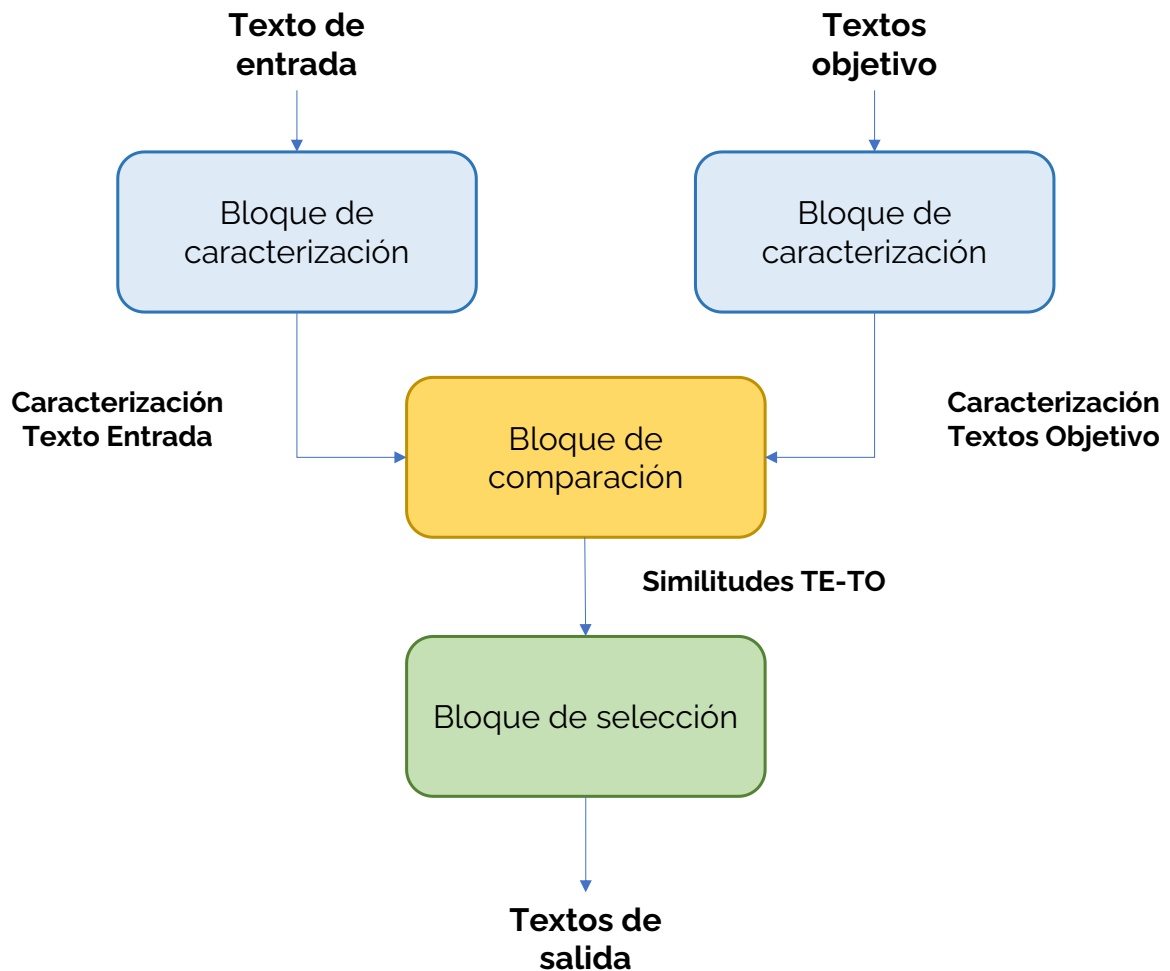 Texto de
entrada
Textos
objetivo
Bloque de
caracterización
Bloque de
caracterización
Caracterización
Texto Entrada
Bloque de
comparación
Caracterización
Textos Objetivo
Similitudes TE-TO
Bloque de selección
Textos de
salida